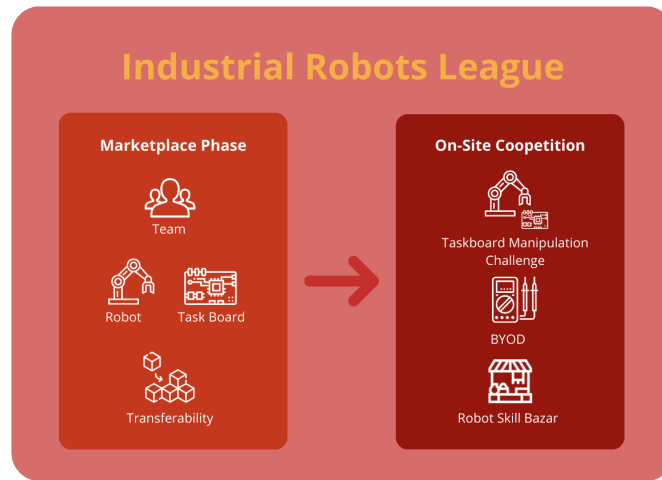 Industrial Robots League
Marketplace Phase
Team
Robot
Task Board
Transferability
On-Site Coopetition
Taskboard Manipulation
Challenge
BYOD
Robot Skill Bazar